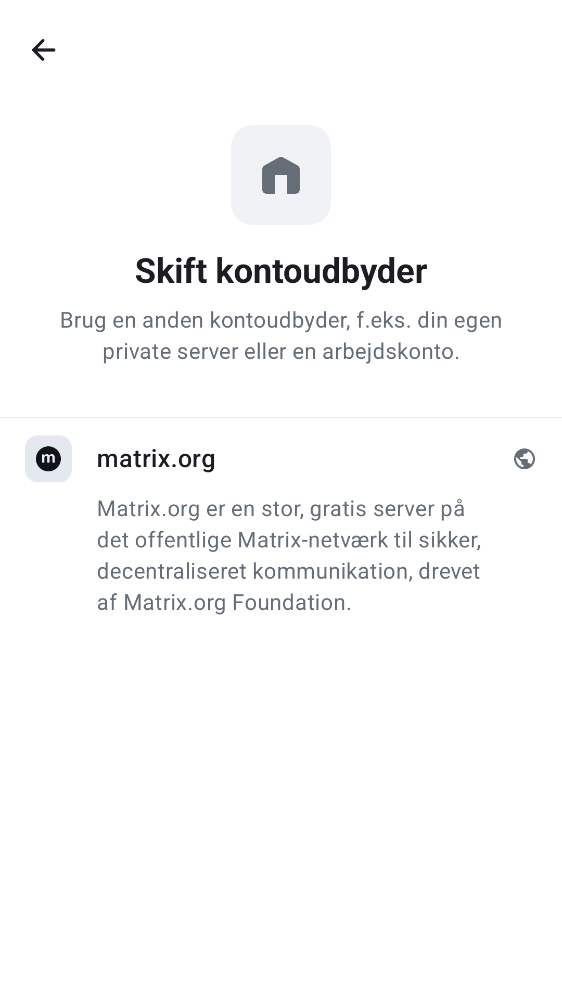 Skift kontoudbyder
Brug en anden kontoudbyder, f.eks. din egen
private server eller en arbejdskonto.
m
matrix.org
Matrix.org er en stor, gratis server på
det offentlige Matrix-netværk til sikker,
decentraliseret kommunikation, drevet
af Matrix.org Foundation.